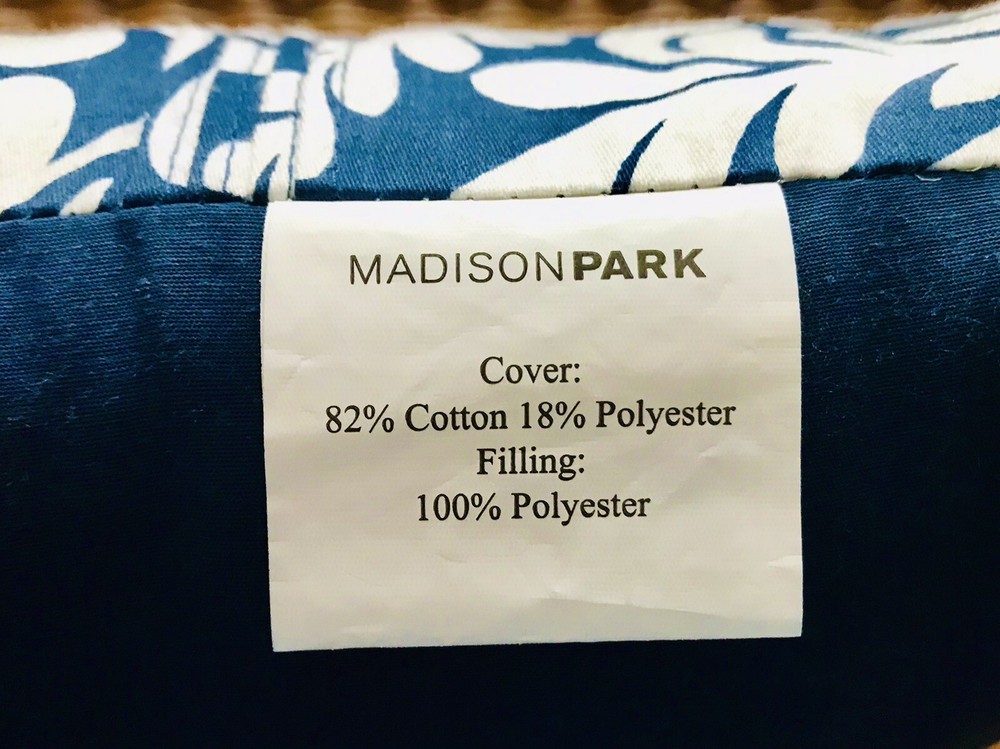 MADISONPARK
Cover:
82% Cotton 18% Polyester
Filling:
100% Polyester